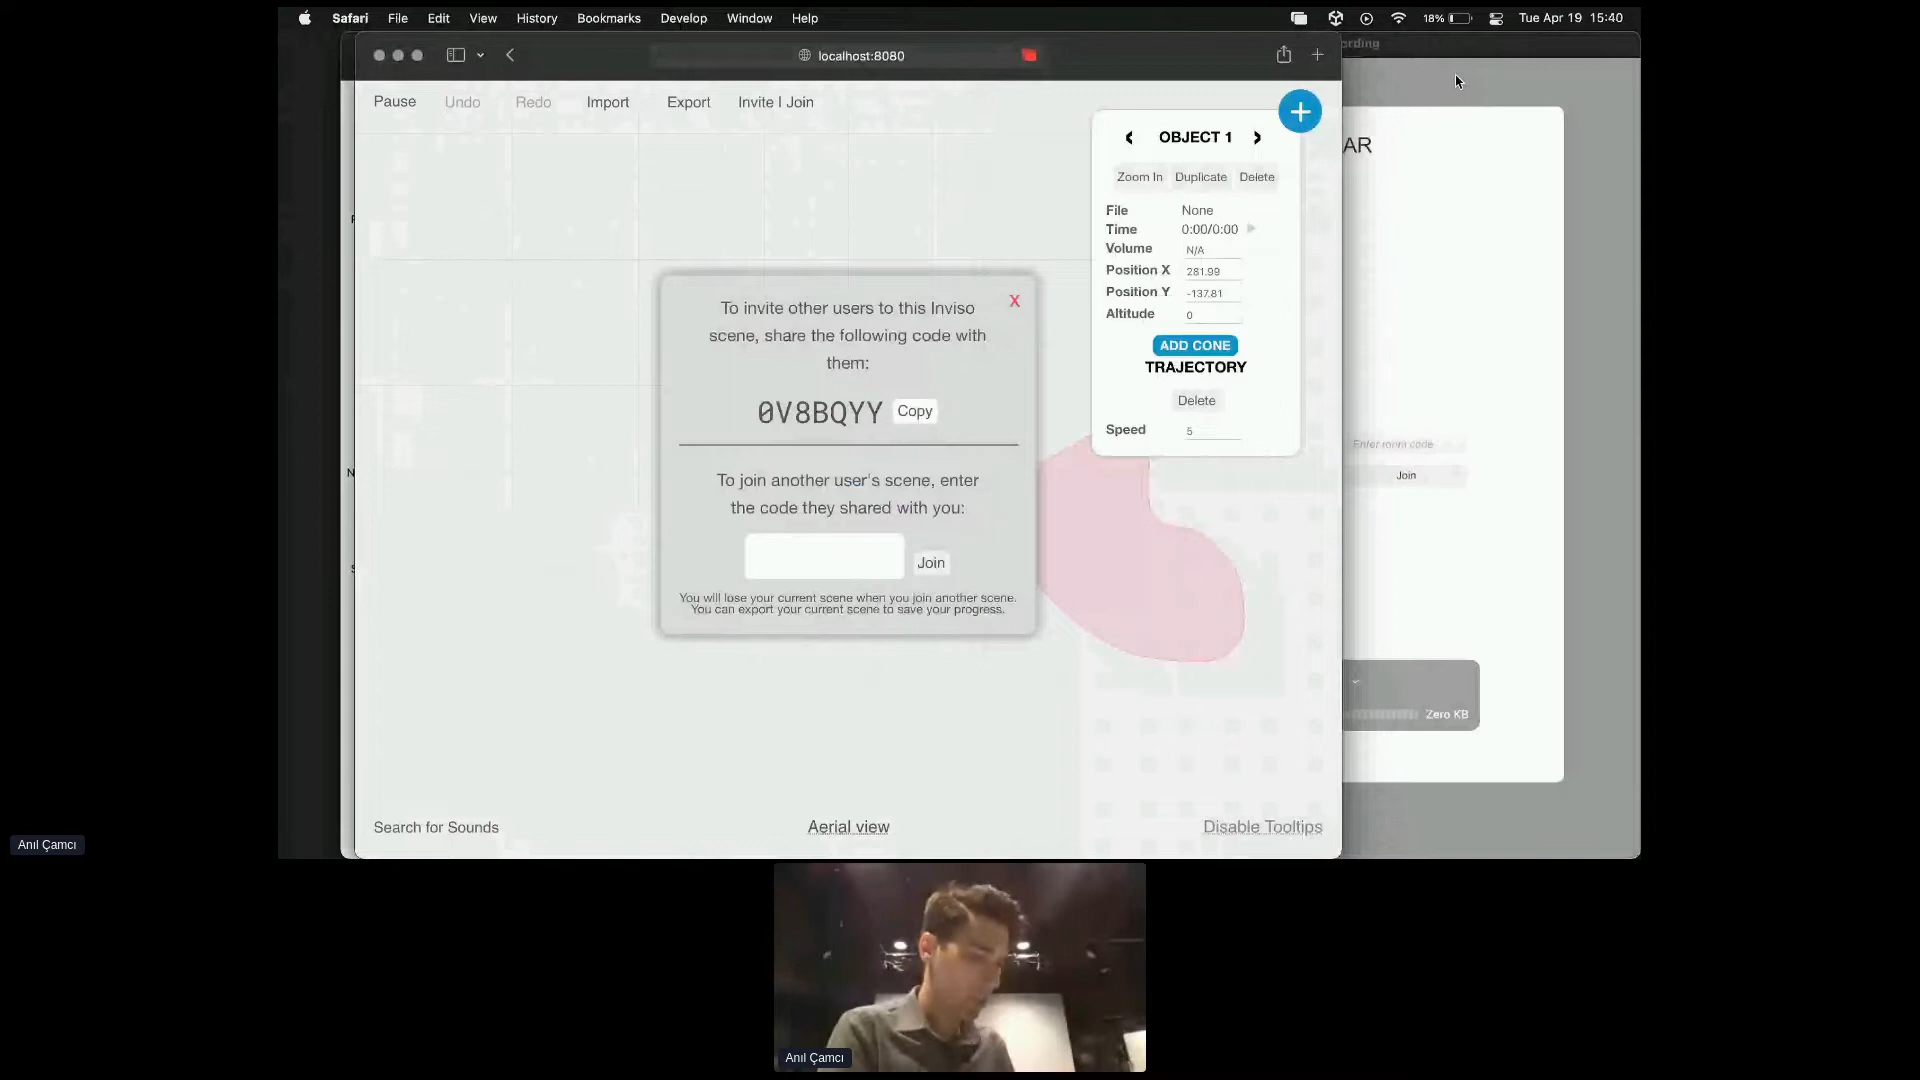 Safari File Edit View History Bookmarks Develop Window Help 18% Tue Apr 19 15:40
localhost:8080
Pause Undo Redo Import Export Invite | Join
OBJECT 1
Zoom In Duplicate Delete
File None
Time 0:00/0:00
Volume N/A
Position X 281.99
Position Y -137.81
Altitude 0
ADD CONE
TRAJECTORY
Delete
Speed 5
To invite other users to this Inviso
scene, share the following code with
them:
X
0V8BQYY Copy
To join another user's scene, enter
the code they shared with you:
Join
You will lose your current scene when you join another scene.
You can export your current scene to save your progress.
Search for Sounds Aerial view Disable Tooltips
AR
Enter room code
Join
Zero KB
Anıl Çamcı
Anıl Çamcı